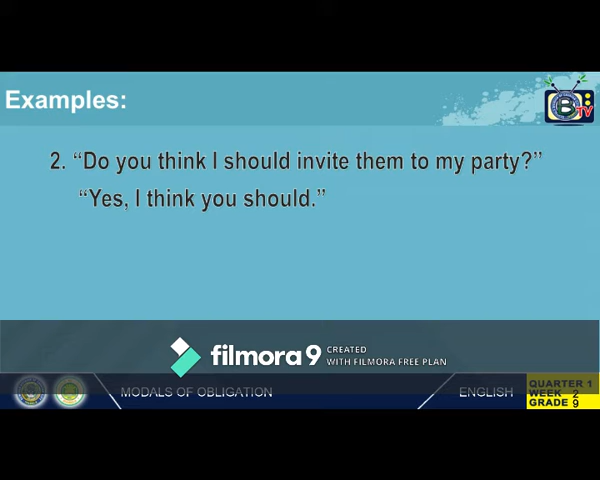 Examples:
B TV
2. “Do you think I should invite them to my party?”
“Yes, I think you should.”
filmora 9 CREATED
WITH FILMORA FREE PLAN
MODALS OF OBLIGATION
ENGLISH
QUARTER 1
WEEK 2
GRADE 9